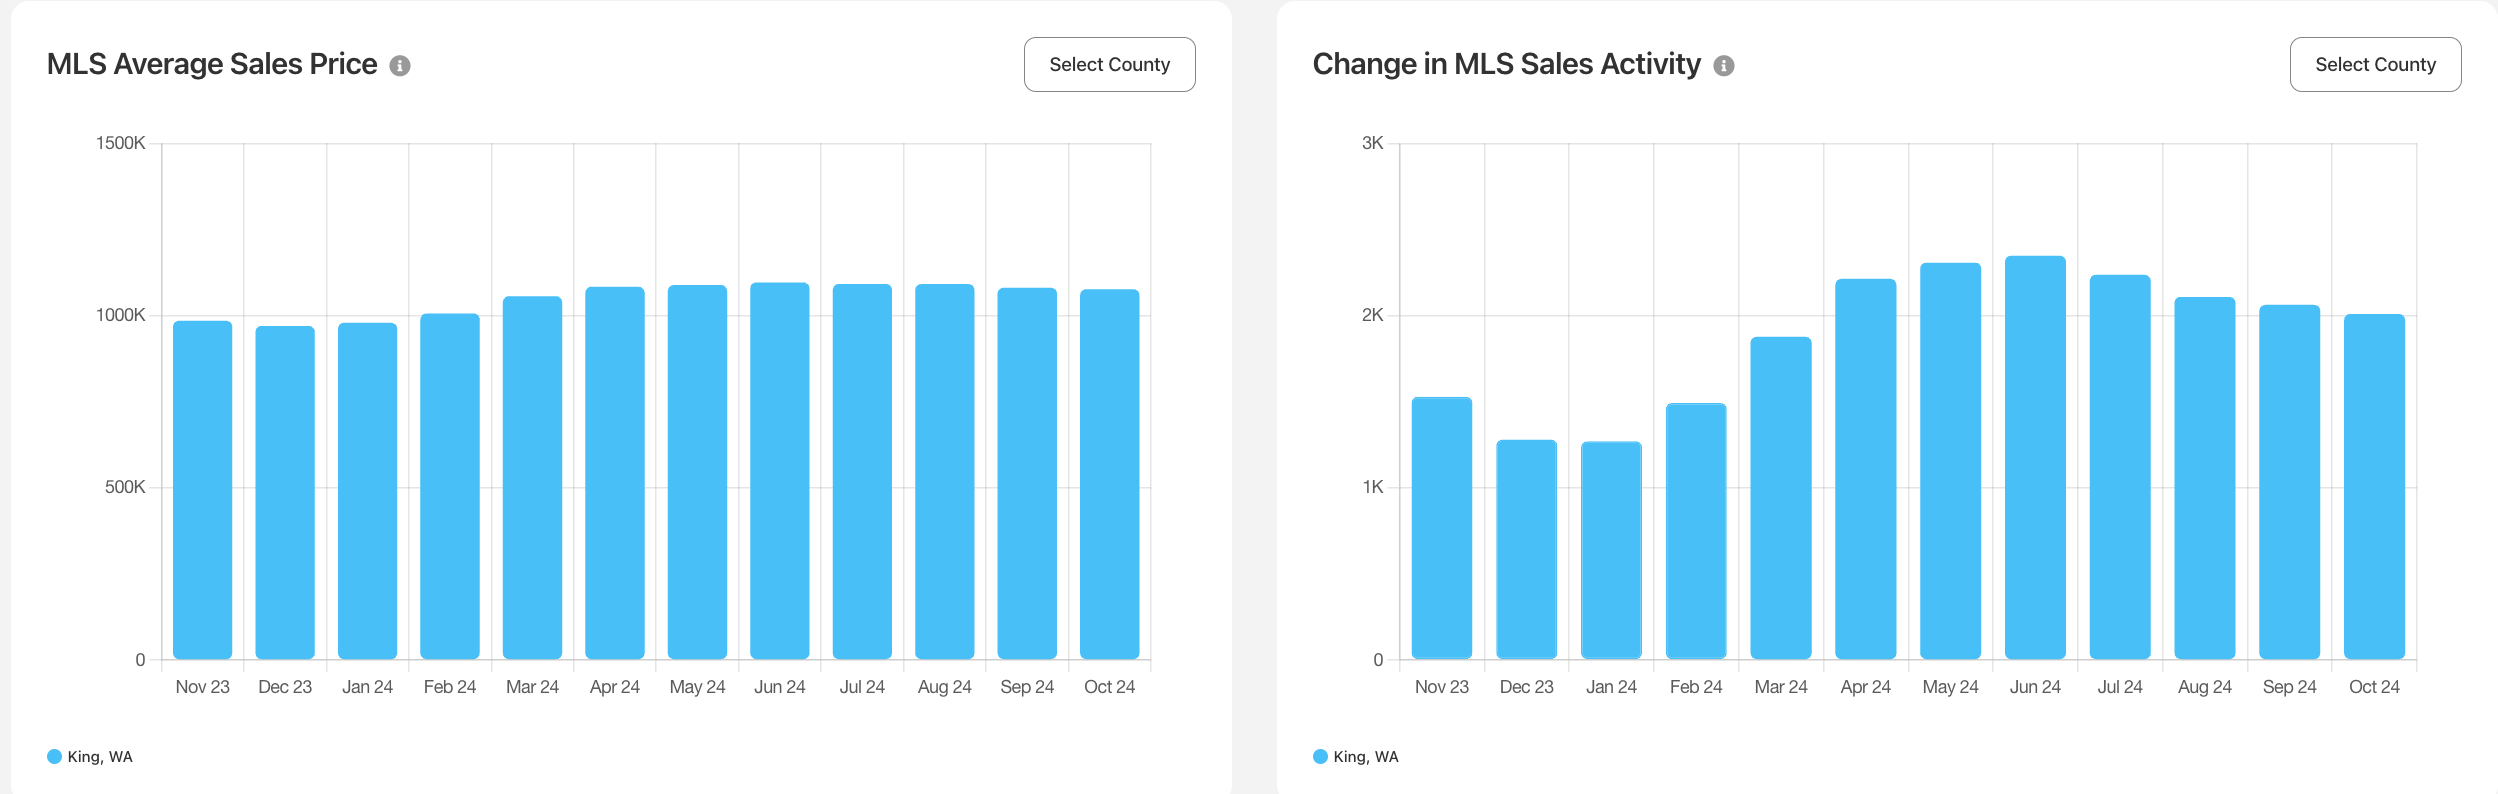 MLS Average Sales Price
Select County
1500K
1000K
500K
0
Nov 23 Dec 23 Jan 24 Feb 24 Mar 24 Apr 24 May 24 Jun 24 Jul 24 Aug 24 Sep 24 Oct 24
King, WA
Change in MLS Sales Activity
Select County
3K
2K
1K
0
Nov 23 Dec 23 Jan 24 Feb 24 Mar 24 Apr 24 May 24 Jun 24 Jul 24 Aug 24 Sep 24 Oct 24
King, WA